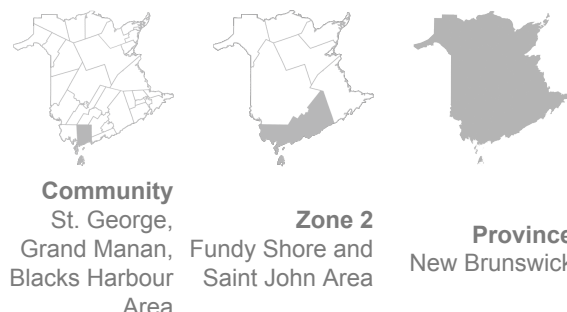 Community
St. George,
Grand Manan,
Blacks Harbour
Area
Zone 2
Fundy Shore and
Saint John Area
Province
New Brunswick